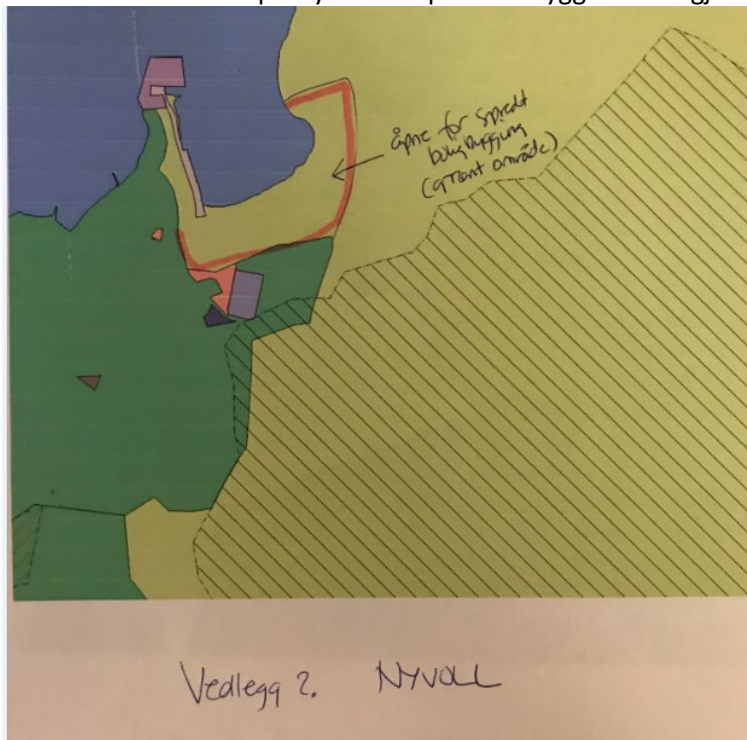 åpne for spredt
boligbygging
(grønt område)
Vedlegg 2. NYVOLL